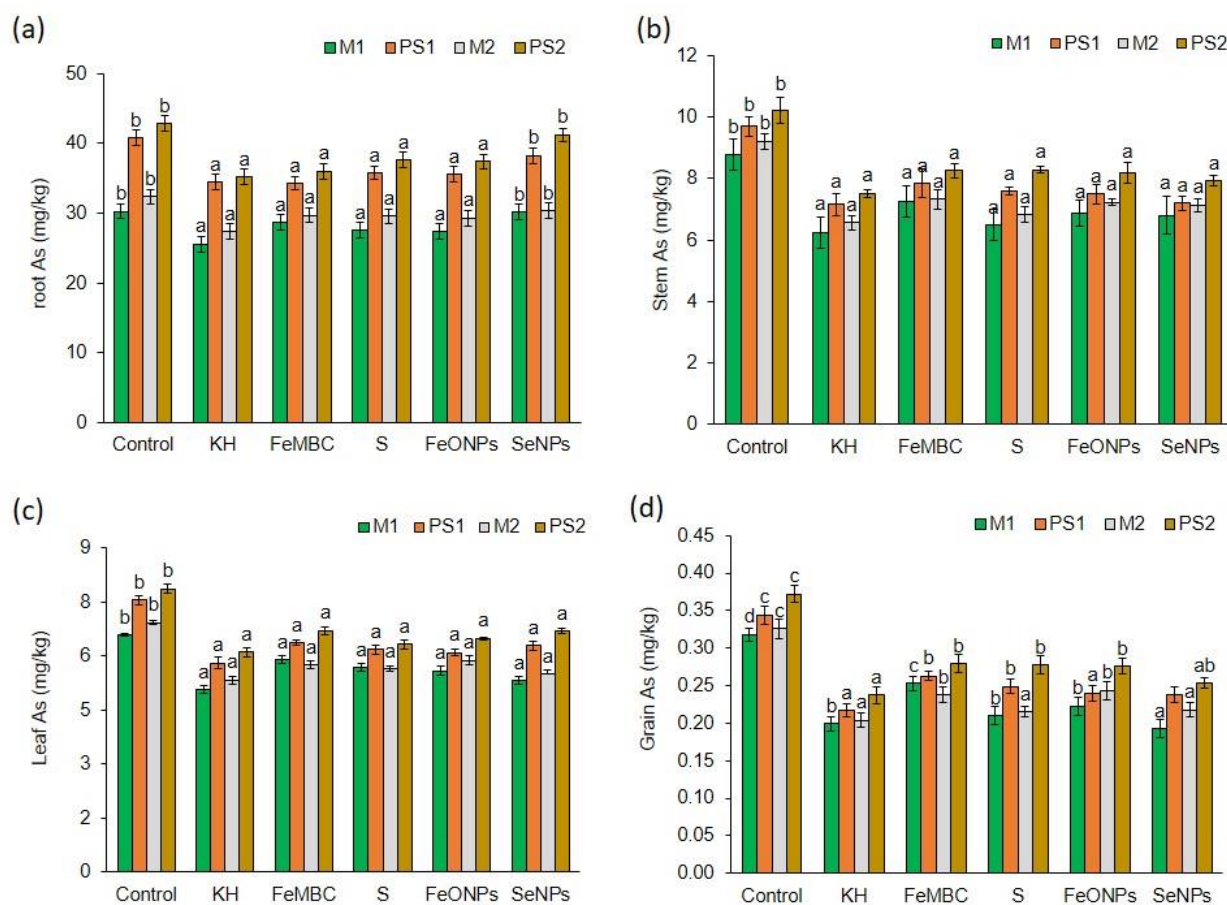 (a)
M1 PS1 M2 PS2
root As (mg/kg)
50
40
30
20
10
0
b b b b
a a a a
a a a a
a a a a
a a a a
b b b b
Control KH FeMBC S FeONPs SeNPs
(b)
M1 PS1 M2 PS2
Stem As (mg/kg)
12
10
8
6
4
2
0
b b b b
a a a a
a a a a
a a a a
a a a a
a a a a
Control KH FeMBC S FeONPs SeNPs
(c)
M1 PS1 M2 PS2
Leaf As (mg/kg)
9
8
6
5
3
2
0
b b b b
a a a a
a a a a
a a a a
a a a a
a a a a
Control KH FeMBC S FeONPs SeNPs
(d)
M1 PS1 M2 PS2
Grain As (mg/kg)
0.45
0.40
0.35
0.30
0.25
0.20
0.15
0.10
0.05
0.00
d c c c
b a a a
c b b b
b b a b
b a b b
a a a ab
Control KH FeMBC S FeONPs SeNPs